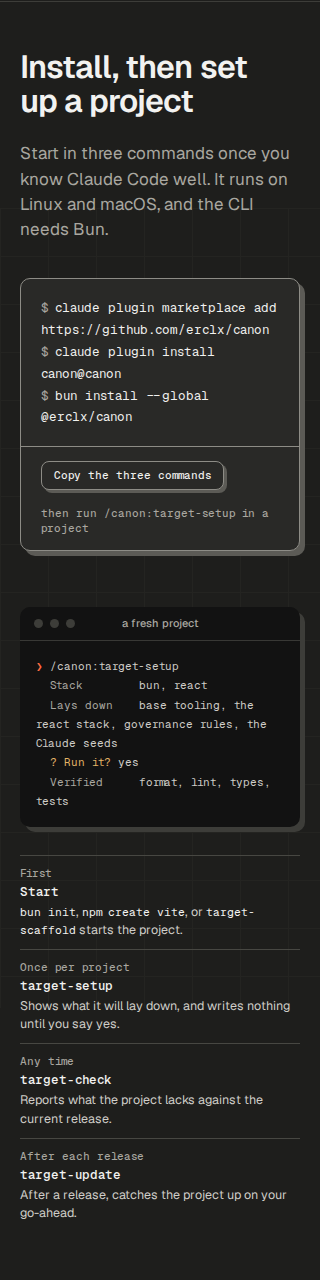 Install, then set
up a project
Start in three commands once you
know Claude Code well. It runs on
Linux and macOS, and the CLI
needs Bun.
$ claude plugin marketplace add
https://github.com/erclx/canon
$ claude plugin install
canon@canon
$ bun install --global
@erclx/canon
Copy the three commands
then run /canon:target-setup in a
project
a fresh project
❯ /canon:target-setup
Stack bun, react
Lays down base tooling, the
react stack, governance rules, the
Claude seeds
? Run it? yes
Verified format, lint, types,
tests
First
Start
bun init, npm create vite, or target-
scaffold starts the project.
Once per project
target-setup
Shows what it will lay down, and writes nothing
until you say yes.
Any time
target-check
Reports what the project lacks against the
current release.
After each release
target-update
After a release, catches the project up on your
go-ahead.